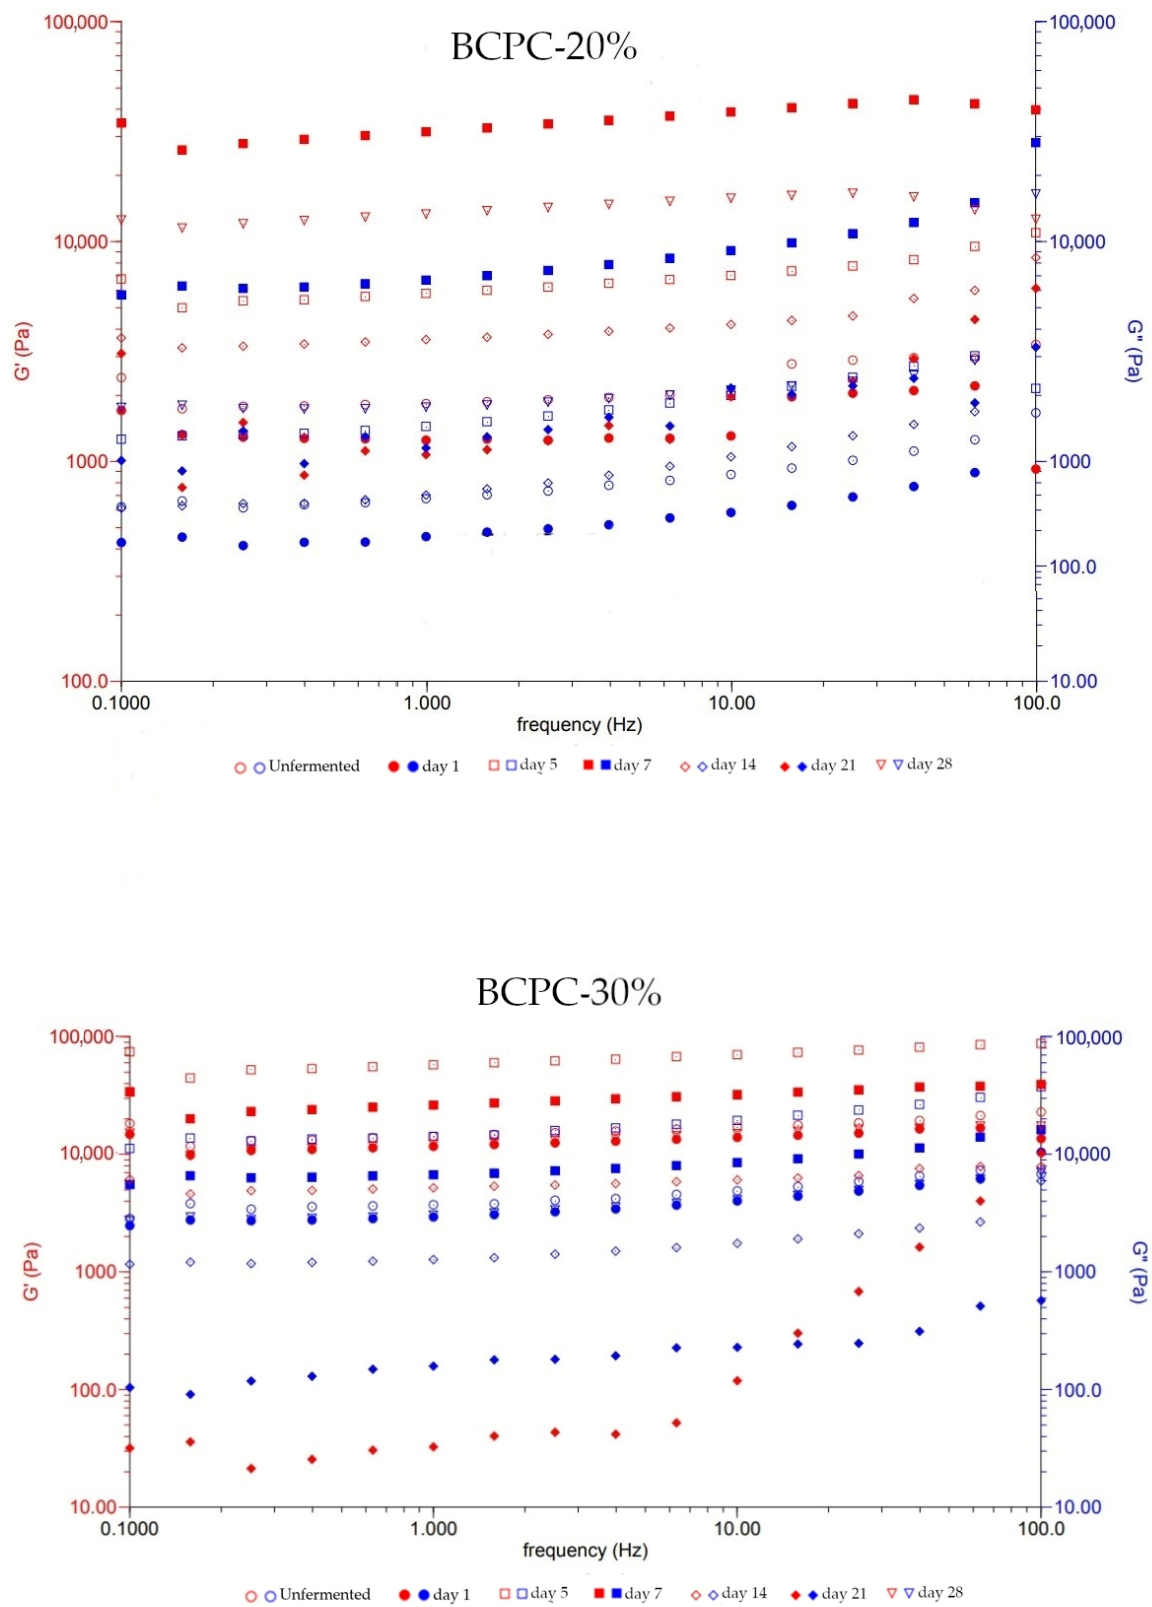 BCPC-20%
100,000 100,000
10,000 10,000
G' (Pa) G'' (Pa)
1000 1000
100.0
100.0 10.00
0.1000 1.000 10.00 100.0
frequency (Hz)
Unfermented day 1 day 5 day 7 day 14 day 21 day 28
BCPC-30%
100,000 100,000
10,000 10,000
G' (Pa) G'' (Pa)
1000 1000
100.0 100.0
10.00 10.00
0.1000 1.000 10.00 100.0
frequency (Hz)
Unfermented day 1 day 5 day 7 day 14 day 21 day 28